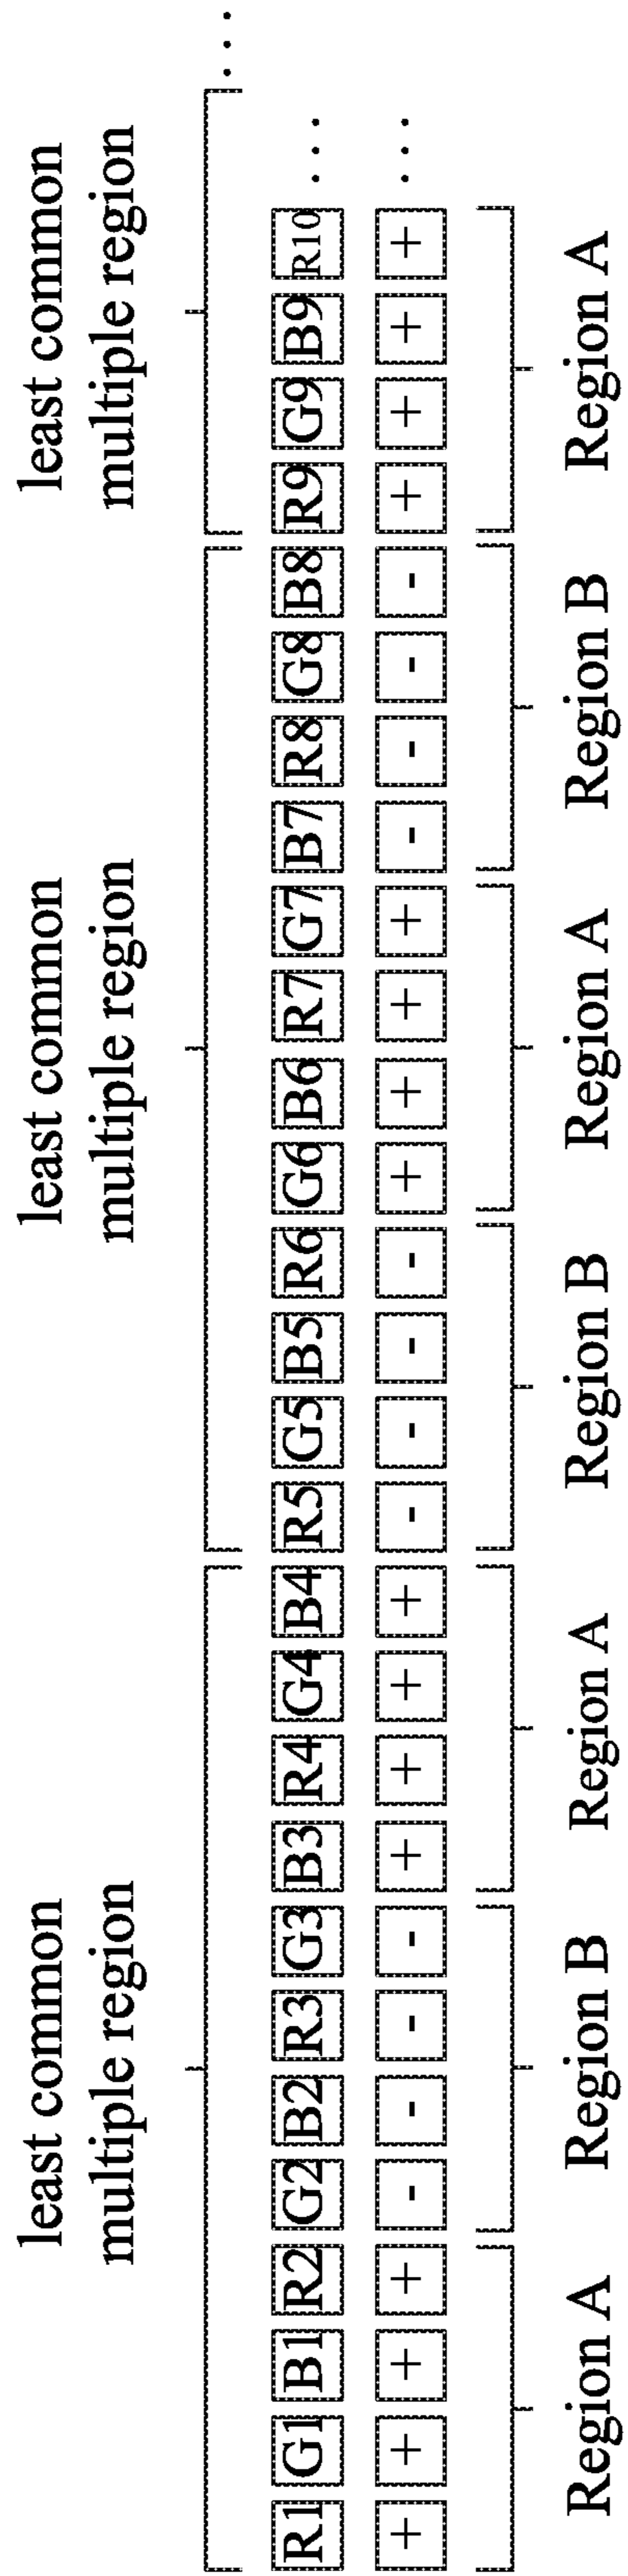 least common
multiple region
least common
multiple region
least common
multiple region
...
R1 G1 B1 R2 G2 B2 R3 G3 B3 R4 G4 B4 R5 G5 B5 R6 G6 B6 R7 G7 B7 R8 G8 B8 R9 G9 B9 R10 ...
+ + + + - - - - + + + + - - - - + + + + - - - - + + + + ...
Region A Region B Region A Region B Region A Region B Region A